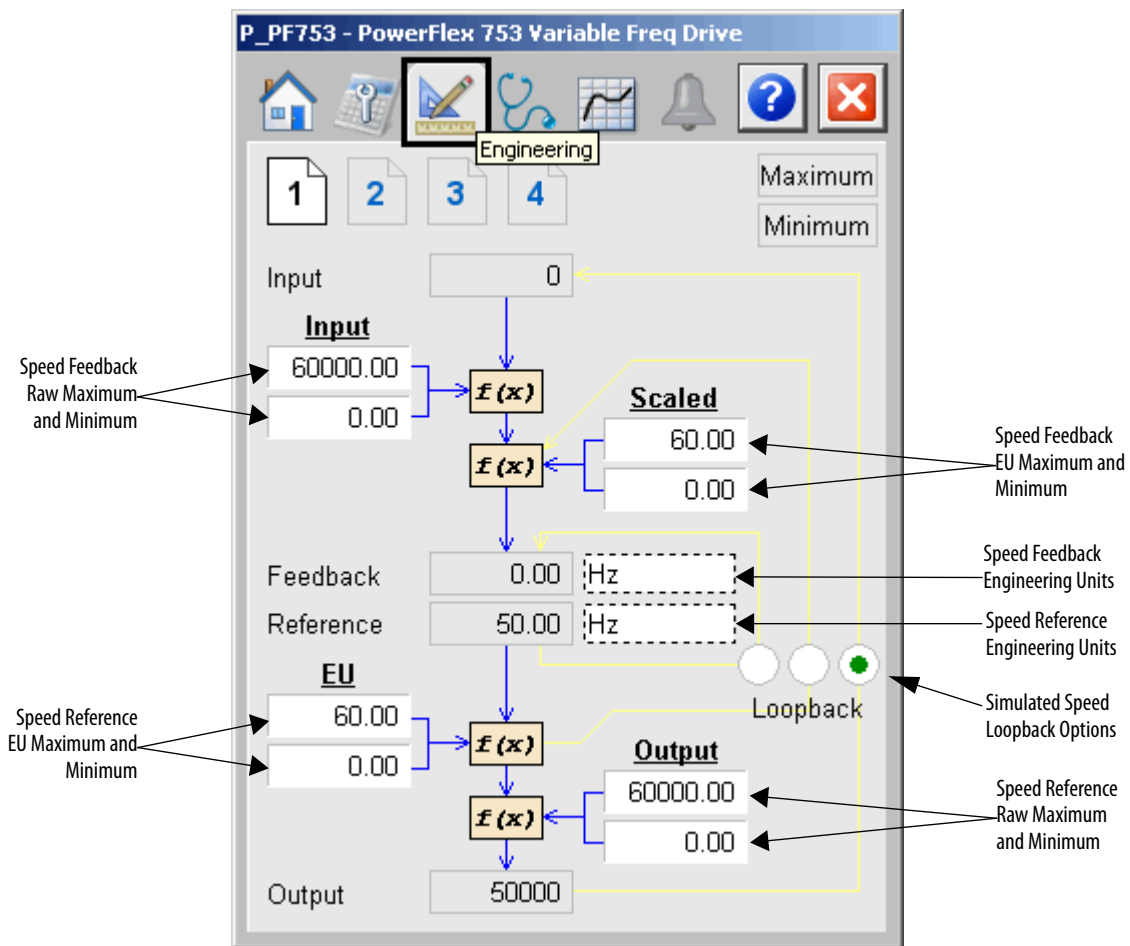 P_PF753 - PowerFlex 753 Variable Freq Drive
?
Engineering
1
2
3
4
Maximum
Minimum
Input
0
Input
60000.00
0.00
f(x)
Speed Feedback
Raw Maximum
and Minimum
f(x)
Scaled
60.00
0.00
Speed Feedback
EU Maximum and
Minimum
Feedback
0.00
Hz
Speed Feedback
Engineering Units
Reference
50.00
Hz
Speed Reference
Engineering Units
Loopback
Simulated Speed
Loopback Options
EU
60.00
0.00
f(x)
Speed Reference
EU Maximum and
Minimum
f(x)
Output
60000.00
0.00
Speed Reference
Raw Maximum
and Minimum
Output
50000